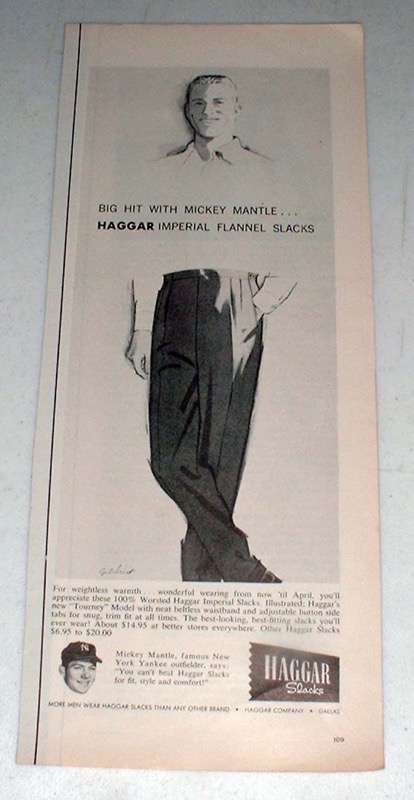 BIG HIT WITH MICKEY MANTLE...
HAGGAR IMPERIAL FLANNEL SLACKS
For weightless warmth... wonderful wearing from now 'til April, you'll
appreciate these 100% Worsted Haggar Imperial Slacks. Illustrated: Haggar's
new "Tourney" Model with neat beltless waistband and adjustable button side
tabs for snug, trim fit at all times. The best-looking, best-fitting slacks you'll
ever wear! About $14.95 at better stores everywhere. Other Haggar Slacks
$6.95 to $20.00
Mickey Mantle, famous New
York Yankee outfielder, says:
"You can't beat Haggar Slacks
for fit, style and comfort!"
HAGGAR
Slacks
MORE MEN WEAR HAGGAR SLACKS THAN ANY OTHER BRAND • HAGGAR COMPANY • DALLAS
109